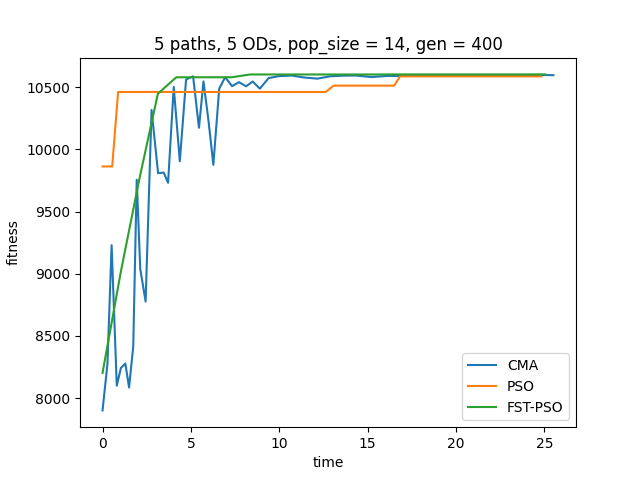 5 paths, 5 ODs, pop_size = 14, gen = 400
fitness
10500
10000
9500
9000
8500
8000
CMA
PSO
FST-PSO
0 5 10 15 20 25
time